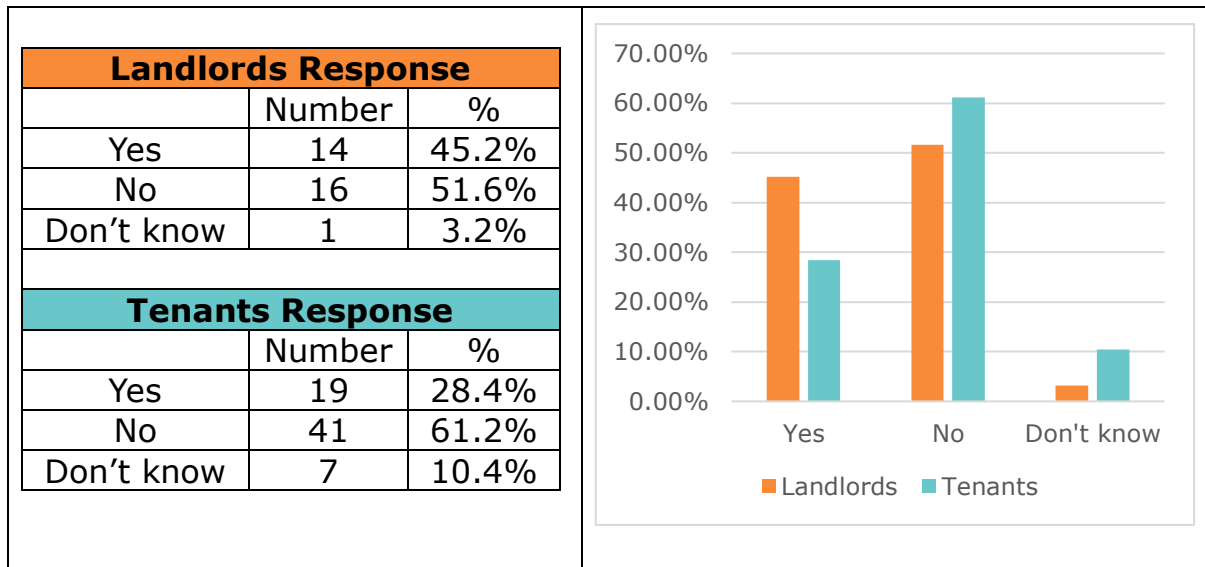 Landlords Response
Number %
Yes 14 45.2%
No 16 51.6%
Don’t know 1 3.2%
Tenants Response
Number %
Yes 19 28.4%
No 41 61.2%
Don’t know 7 10.4%
70.00%
60.00%
50.00%
40.00%
30.00%
20.00%
10.00%
0.00%
Yes No Don't know
Landlords Tenants